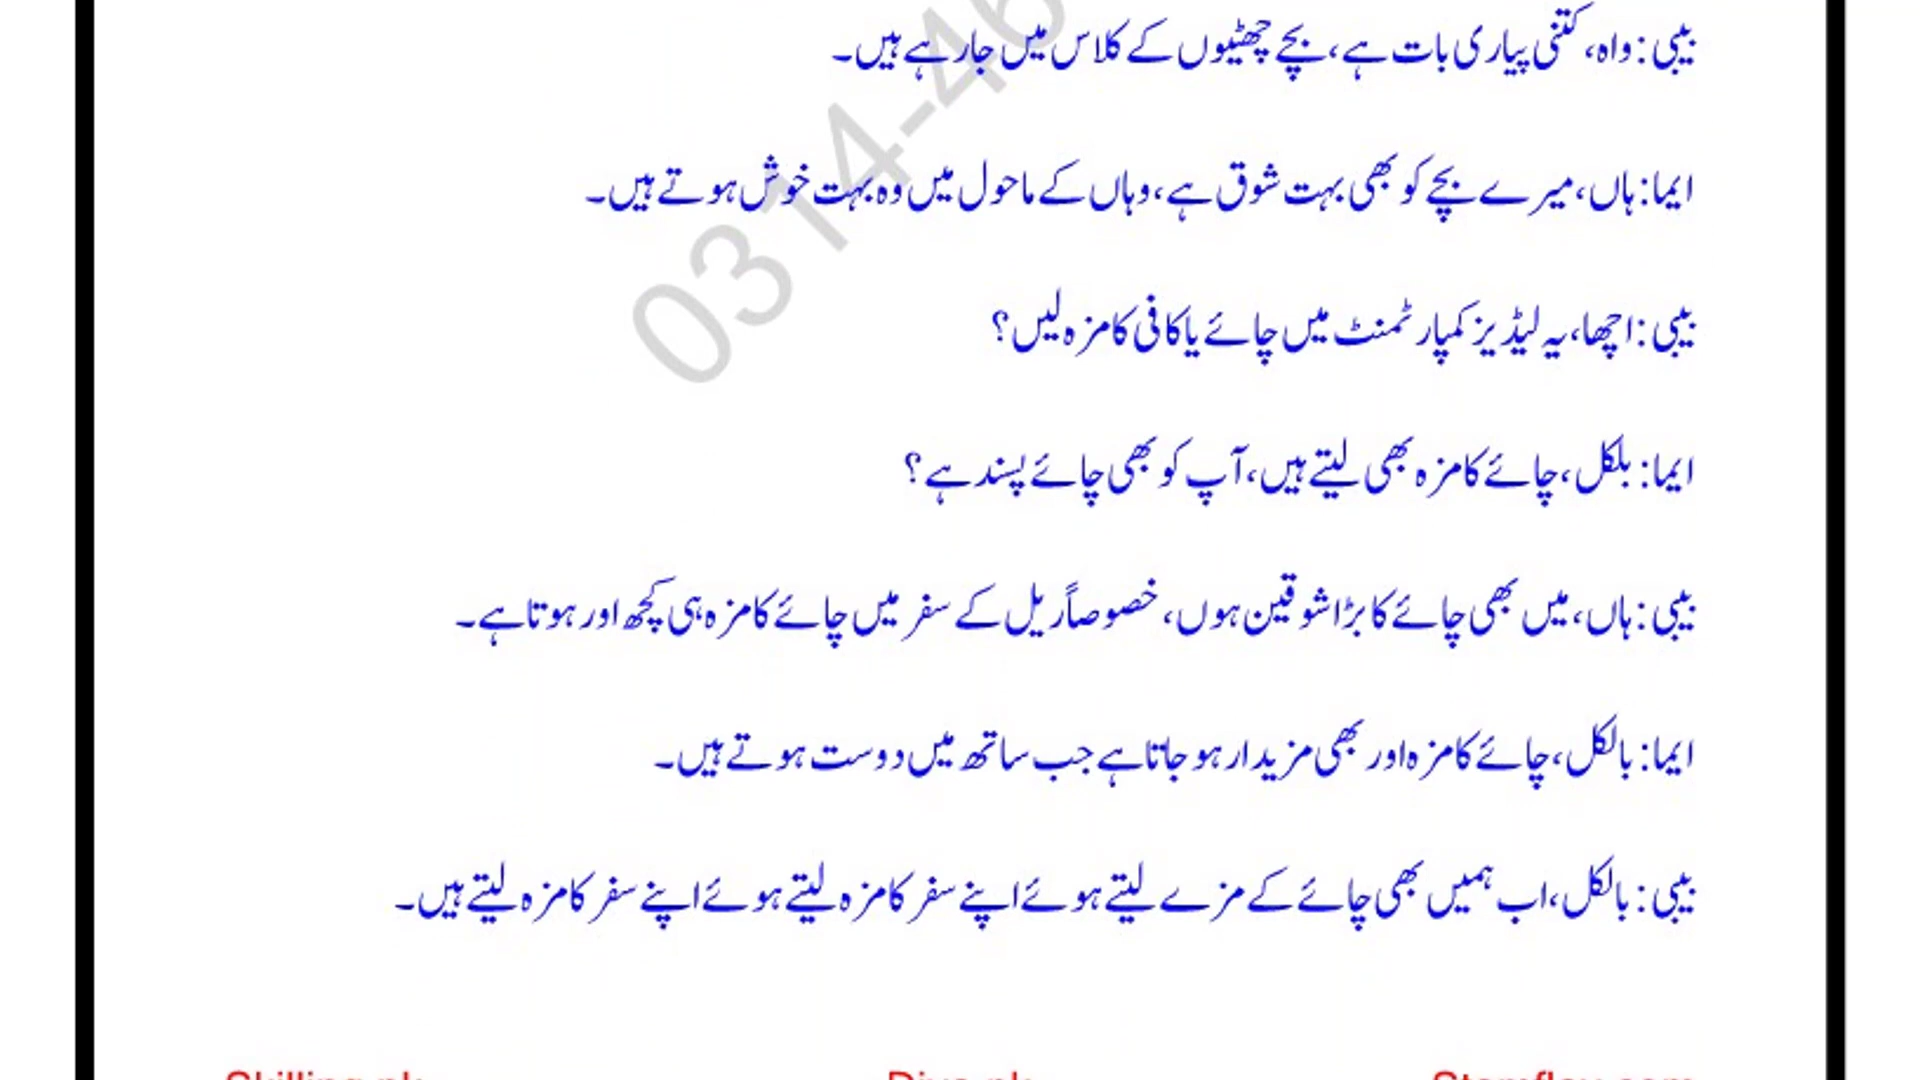 بیبی: واہ، کتنی پیاری بات ہے، بچے چھٹیوں کے کلاس میں جا رہے ہیں۔
ایما: ہاں، میرے بچے کو بھی بہت شوق ہے، وہاں کے ماحول میں وہ بہت خوش ہوتے ہیں۔
بیبی: اچھا، یہ لیڈیز کمپارٹمنٹ میں چائے یا کافی کا مزہ لیں؟
ایما: بلکل، چائے کا مزہ بھی لیتے ہیں، آپ کو بھی چائے پسند ہے؟
بیبی: ہاں، میں بھی چائے کا بڑا شوقین ہوں، خصوصاً ریل کے سفر میں چائے کا مزہ ہی کچھ اور ہوتا ہے۔
ایما: بالکل، چائے کا مزہ اور بھی مزیدار ہو جاتا ہے جب ساتھ میں دوست ہوتے ہیں۔
بیبی: بالکل، اب ہمیں بھی چائے کے مزے لیتے ہوئے اپنے سفر کا مزہ لیتے ہوئے اپنے سفر کا مزہ لیتے ہیں۔
0314-46